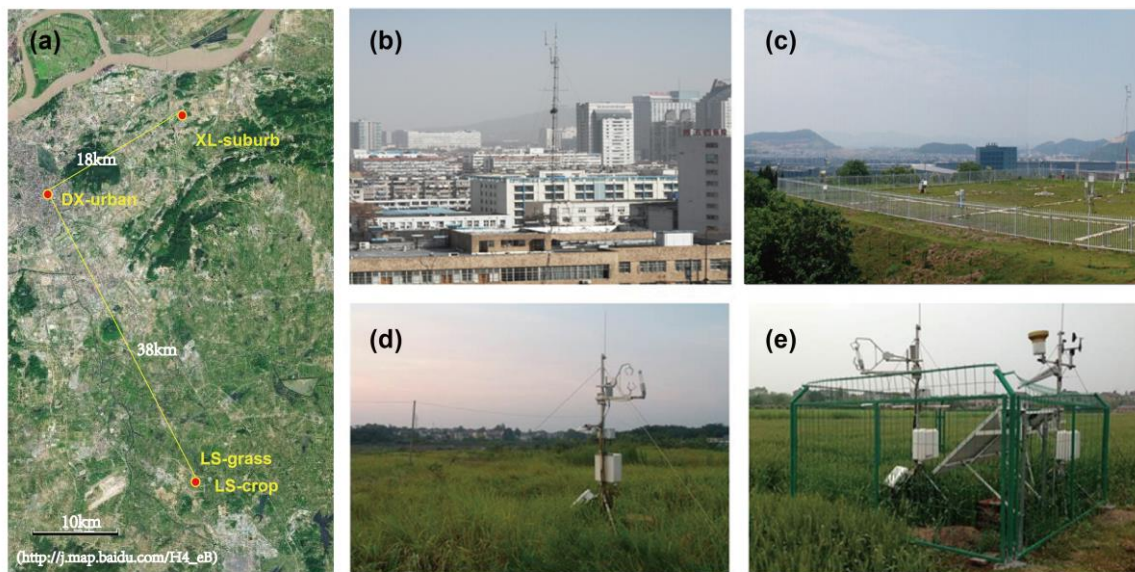 (a)
XL-suburb
18km
DX-urban
38km
LS-grass
LS-crop
10km
(http://j.map.baidu.com/H4_eB)
(b)
(c)
(d)
(e)